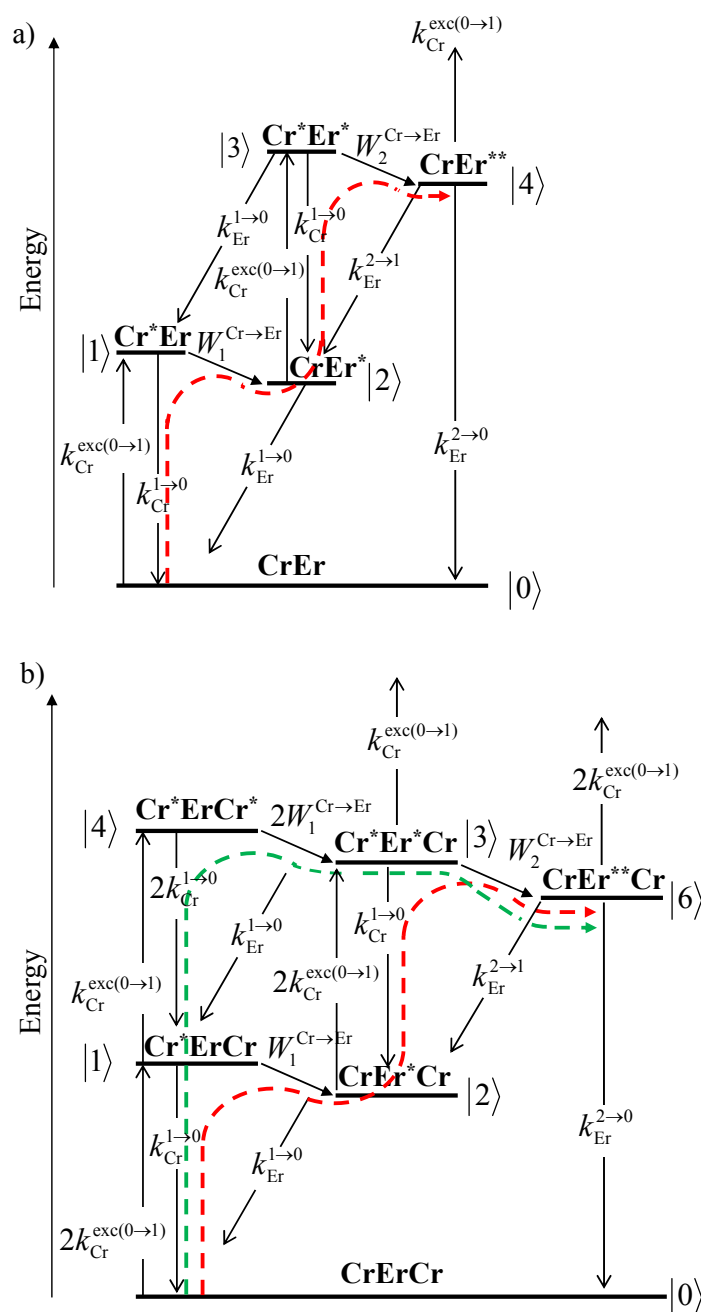 a)
k_Cr^exc(0→1)
Cr*Er*
|3⟩
W_2^Cr→Er
CrEr**
|4⟩
k_Er^1→0
k_Cr^1→0
k_Cr^exc(0→1)
k_Er^2→1
Energy
Cr*Er
|1⟩
W_1^Cr→Er
CrEr*
|2⟩
k_Cr^exc(0→1)
k_Cr^1→0
k_Er^1→0
k_Er^2→0
CrEr
|0⟩
b)
k_Cr^exc(0→1)
2k_Cr^exc(0→1)
Cr*ErCr*
|4⟩
2W_1^Cr→Er
Cr*Er*Cr
|3⟩
W_2^Cr→Er
CrEr**Cr
|6⟩
2k_Cr^1→0
k_Er^1→0
k_Cr^1→0
k_Cr^exc(0→1)
2k_Cr^exc(0→1)
k_Er^2→1
Energy
Cr*ErCr
|1⟩
W_1^Cr→Er
CrEr*Cr
|2⟩
k_Cr^1→0
k_Er^1→0
k_Er^2→0
2k_Cr^exc(0→1)
CrErCr
|0⟩